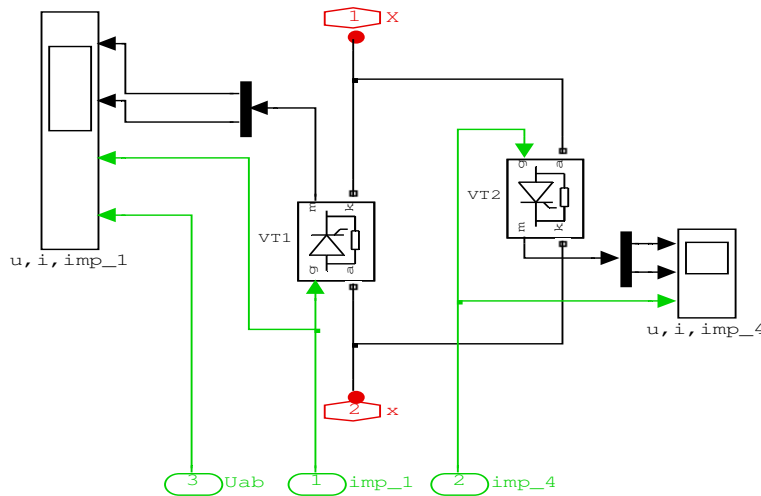 1 X
g a
VT2
m k
m k
VT1
g a
u,i,imp_1
u,i,imp_4
2 x
3 Uab
1 imp_1
2 imp_4